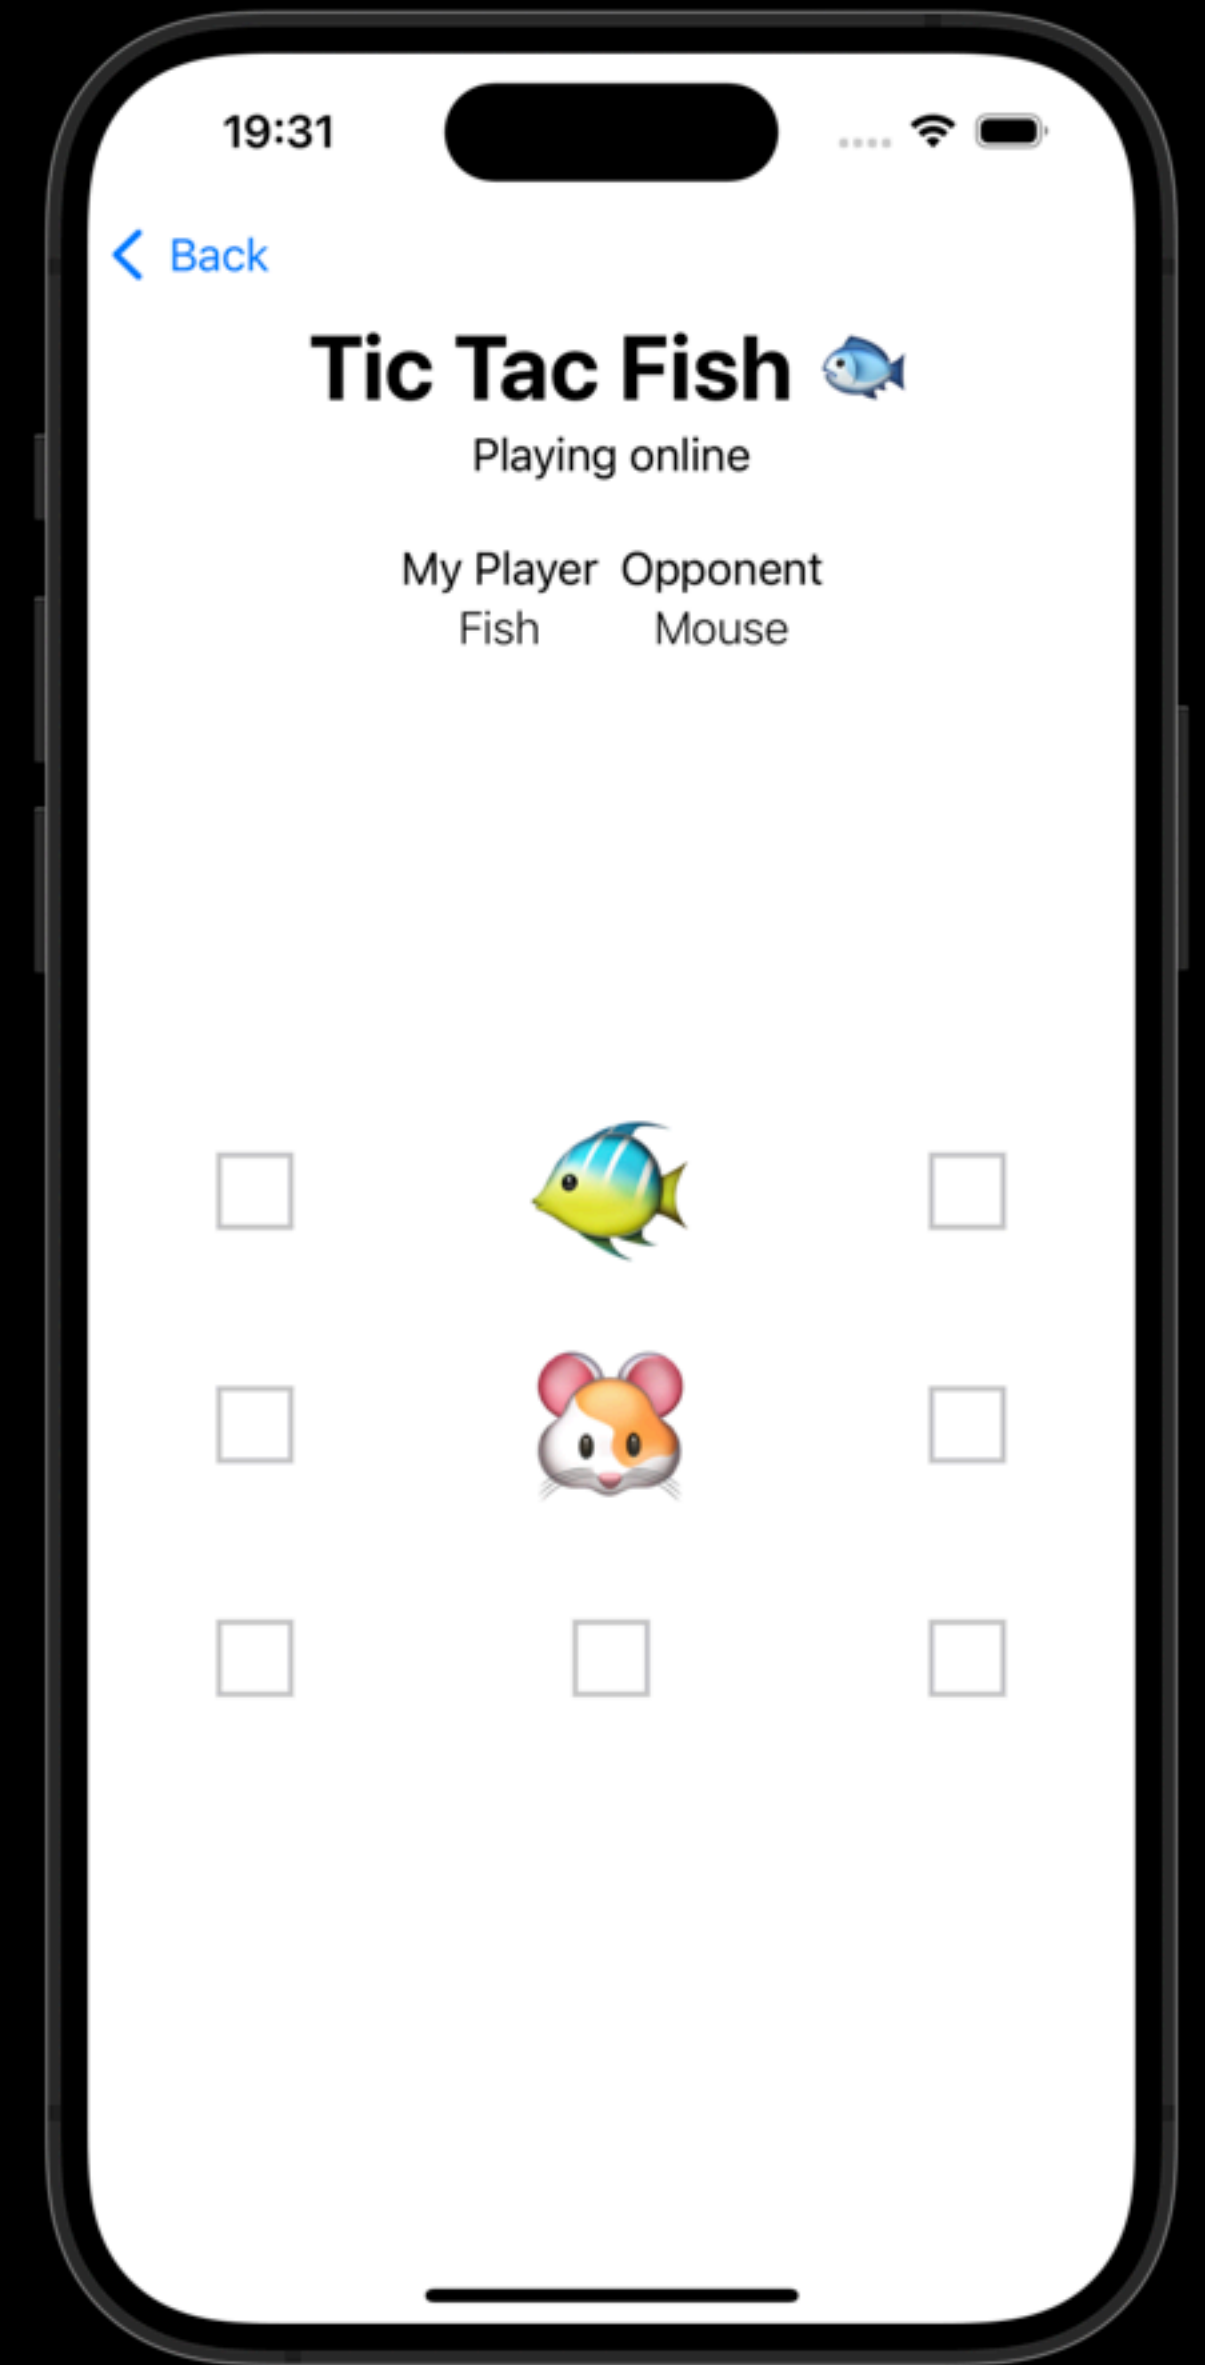 19:31
Back
Tic Tac Fish 🐟
Playing online
My Player Opponent
Fish Mouse